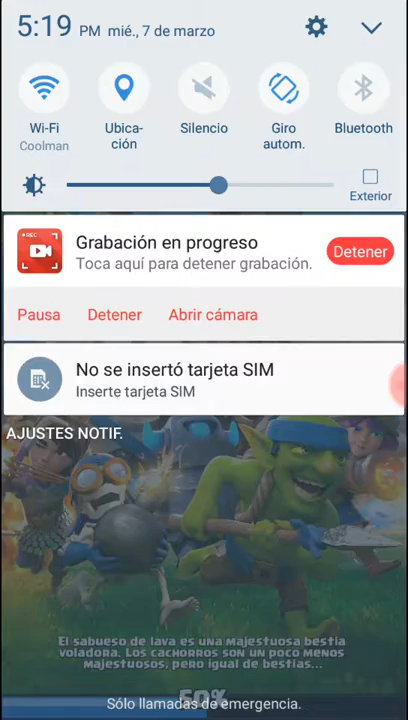 5:19 PM mié., 7 de marzo
Wi-Fi
Coolman
Ubica-
ción
Silencio
Giro
autom.
Bluetooth
Exterior
REC
Grabación en progreso
Toca aquí para detener grabación.
Detener
Pausa
Detener
Abrir cámara
No se insertó tarjeta SIM
Inserte tarjeta SIM
AJUSTES NOTIF.
El sabueso de lava es una majestuosa bestia
voladora. Los cachorros son un poco menos
majestuosos, pero igual de bestias...
50%
Sólo llamadas de emergencia.